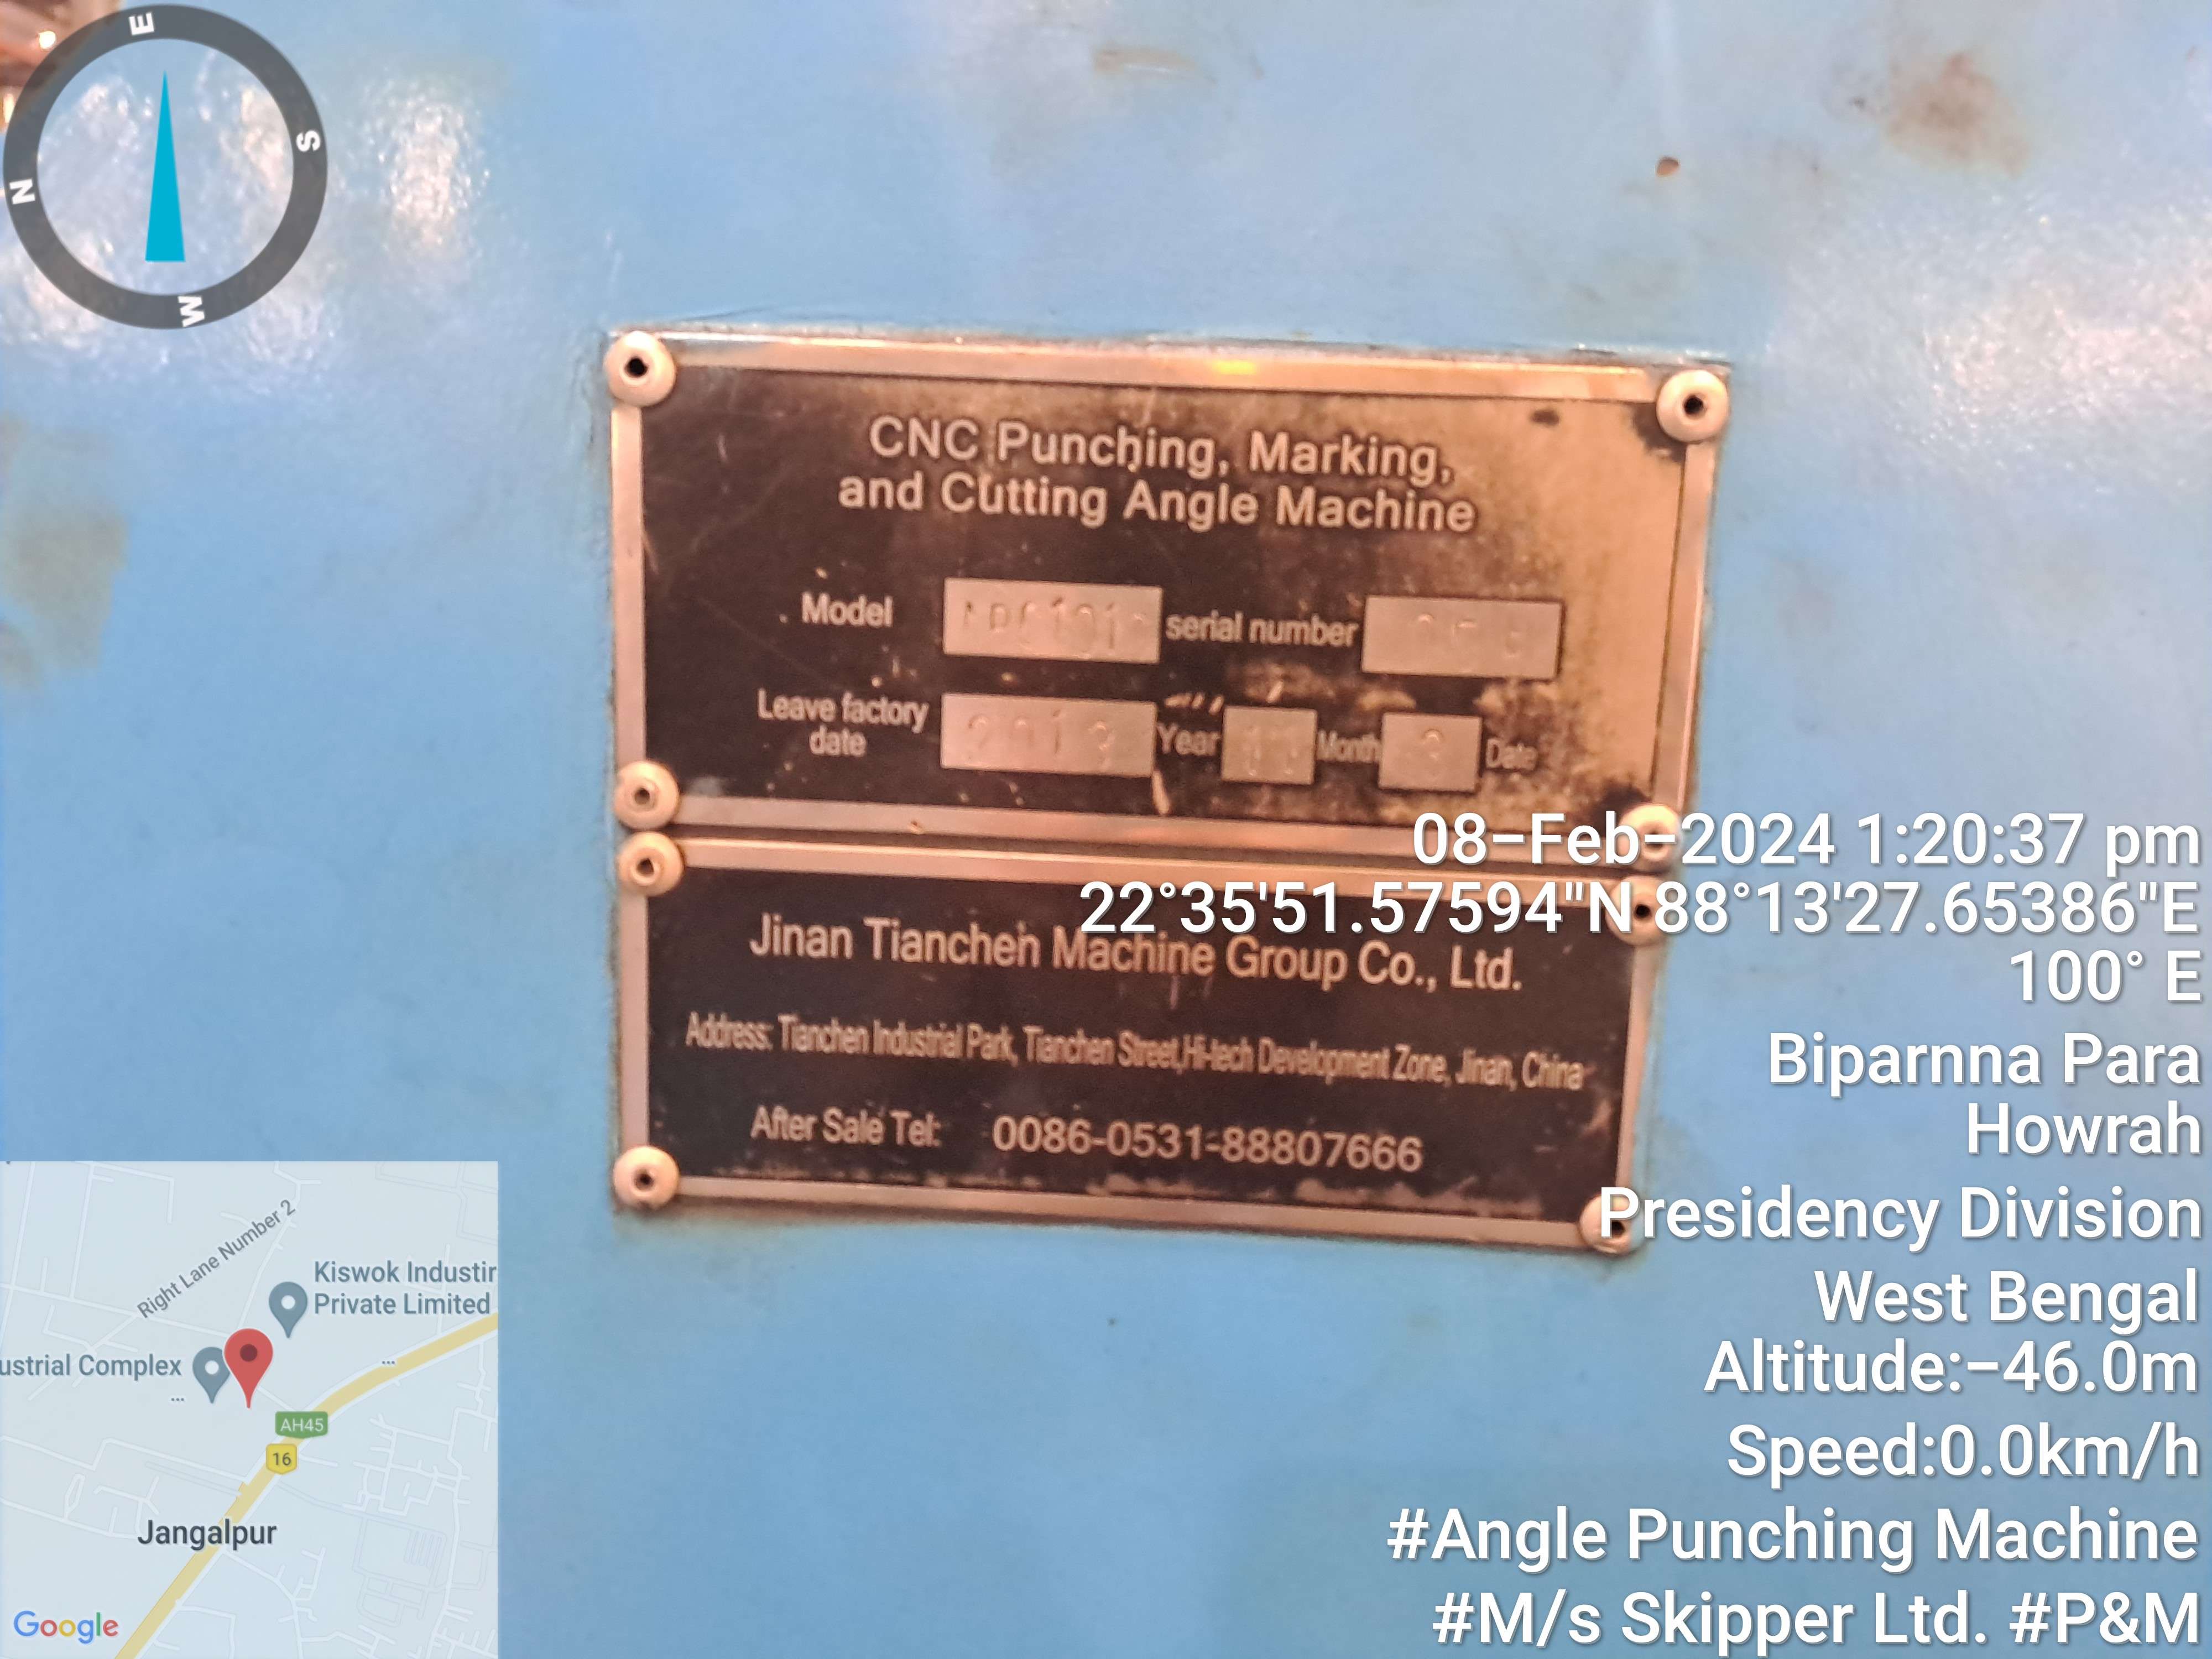 E
S
N
W
CNC Punching, Marking,
and Cutting Angle Machine
Model serial number
Leave factory
date
Year 11 Month 3 Date
08-Feb-2024 1:20:37 pm
22°35'51.57594"N 88°13'27.65386"E
100° E
Jinan Tianchen Machine Group Co., Ltd.
Address: Tianchen Industrial Park, Tianchen Street,Hi-tech Development Zone, Jinan, China
After Sale Tel: 0086-0531-88807666
Biparnna Para
Howrah
Presidency Division
West Bengal
Altitude:-46.0m
Speed:0.0km/h
#Angle Punching Machine
#M/s Skipper Ltd. #P&M
Right Lane Number 2
Kiswok Industir
Private Limited
ustrial Complex
AH45
16
Jangalpur
Google